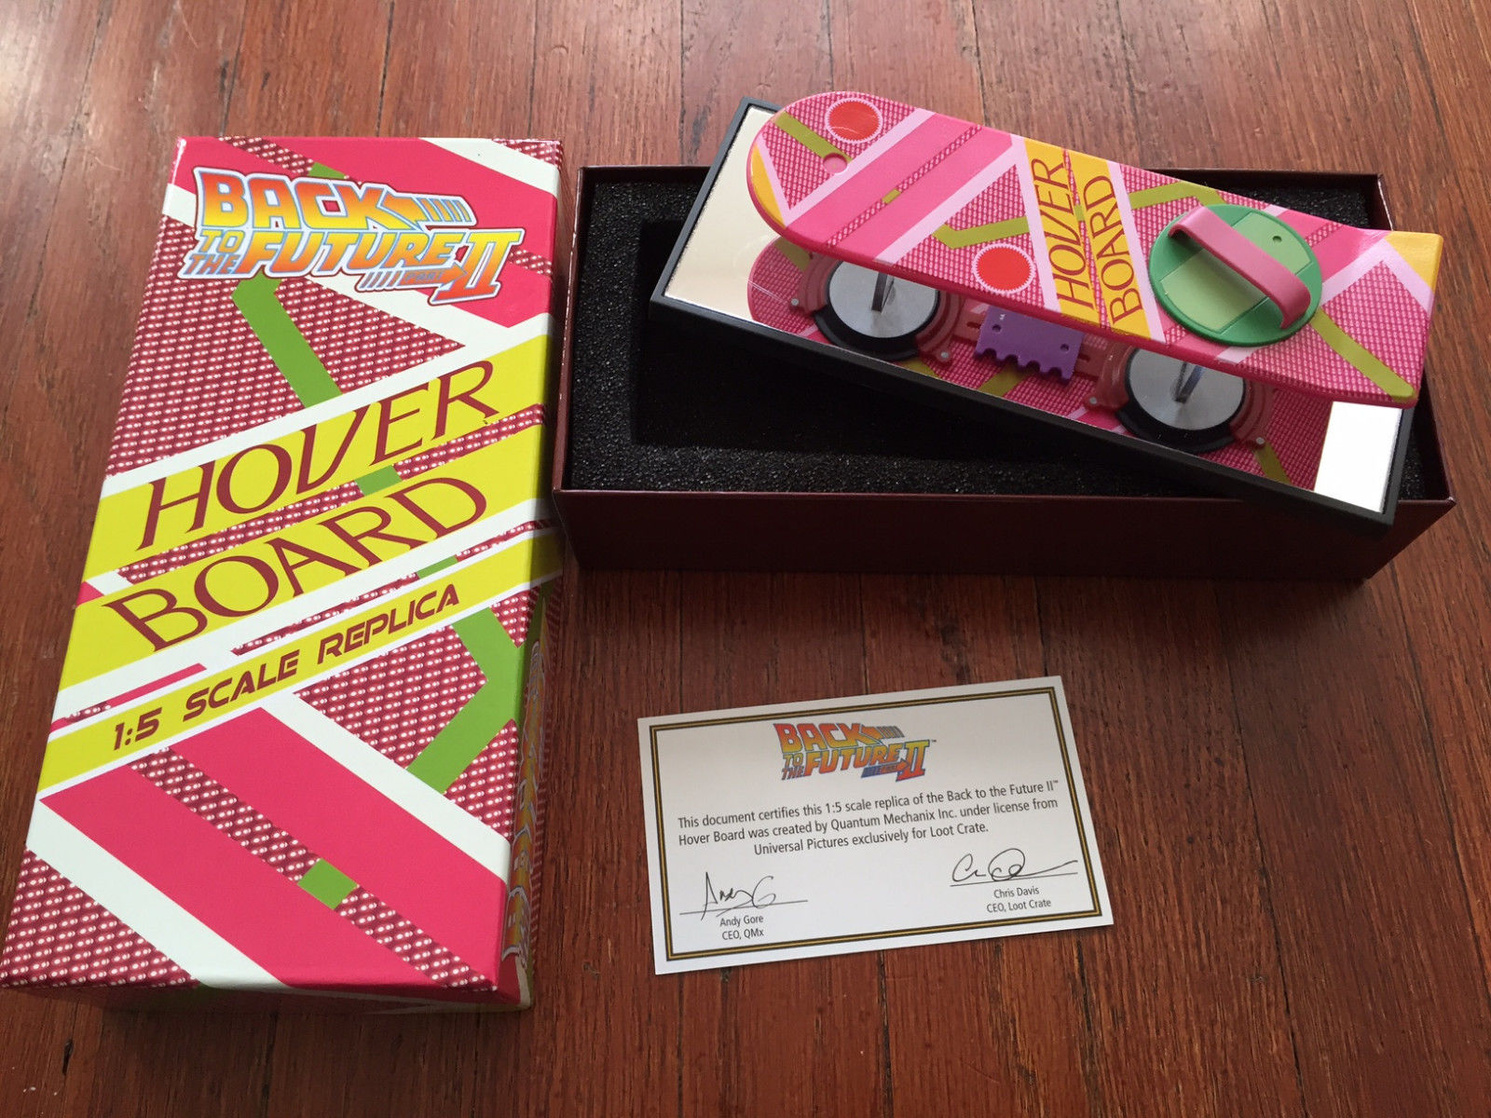 BACK
TO THE FUTURE II
HOVER
BOARD
1:5 SCALE REPLICA
HOVER
BOARD
BACK
TO THE FUTURE II™
This document certifies this 1:5 scale replica of the Back to the Future II™
Hover Board was created by Quantum Mechanix Inc. under license from
Universal Pictures exclusively for Loot Crate.
Andy Gore
CEO, QMx
Chris Davis
CEO, Loot Crate